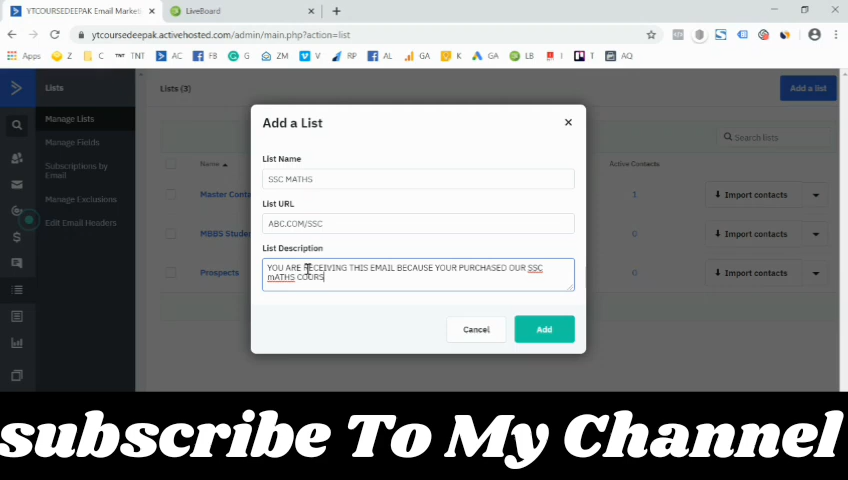 YTCOURSEDEEPAK Email Market
LiveBoard
ytcoursedeepak.activehosted.com/admin/main.php?action=list
Apps Z C TNT TNT AC FB G ZM V RP AL GA K GA LB I T AQ
Lists
Lists (3)
Add a list
Manage Lists
Manage Fields
Subscriptions by
Email
Manage Exclusions
Edit Email Headers
Search lists
Name
Active Contacts
Master Conta
1
Import contacts
MBBS Studen
0
Import contacts
Prospects
0
Import contacts
Add a List
List Name
SSC MATHS
List URL
ABC.COM/SSC
List Description
YOU ARE RECEIVING THIS EMAIL BECAUSE YOUR PURCHASED OUR SSC
mATHS COURS
Cancel
Add
subscribe To My Channel